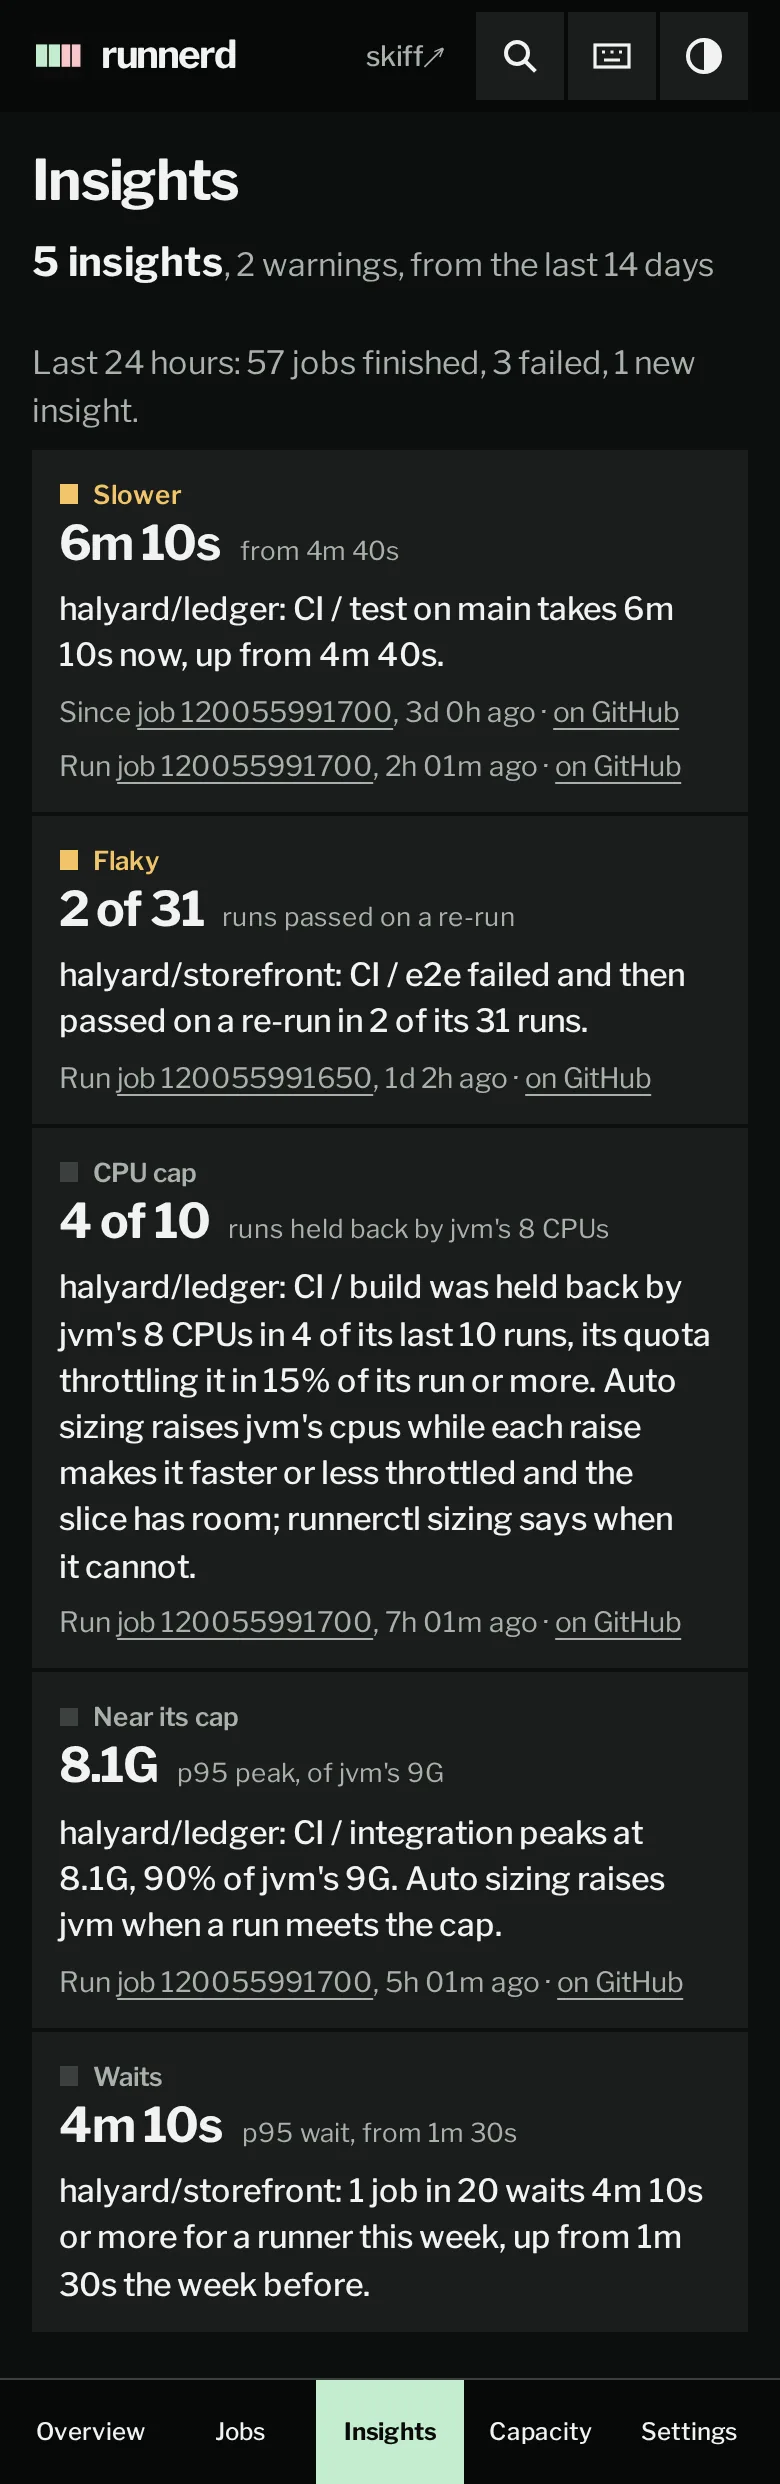 runnerd
skiff↗
Insights
5 insights, 2 warnings, from the last 14 days
Last 24 hours: 57 jobs finished, 3 failed, 1 new
insight.
Slower
6m 10s from 4m 40s
halyard/ledger: CI / test on main takes 6m
10s now, up from 4m 40s.
Since job 120055991700, 3d 0h ago · on GitHub
Run job 120055991700, 2h 01m ago · on GitHub
Flaky
2 of 31 runs passed on a re-run
halyard/storefront: CI / e2e failed and then
passed on a re-run in 2 of its 31 runs.
Run job 120055991650, 1d 2h ago · on GitHub
CPU cap
4 of 10 runs held back by jvm's 8 CPUs
halyard/ledger: CI / build was held back by
jvm's 8 CPUs in 4 of its last 10 runs, its quota
throttling it in 15% of its run or more. Auto
sizing raises jvm's cpus while each raise
makes it faster or less throttled and the
slice has room; runnerctl sizing says when
it cannot.
Run job 120055991700, 7h 01m ago · on GitHub
Near its cap
8.1G p95 peak, of jvm's 9G
halyard/ledger: CI / integration peaks at
8.1G, 90% of jvm's 9G. Auto sizing raises
jvm when a run meets the cap.
Run job 120055991700, 5h 01m ago · on GitHub
Waits
4m 10s p95 wait, from 1m 30s
halyard/storefront: 1 job in 20 waits 4m 10s
or more for a runner this week, up from 1m
30s the week before.
Overview Jobs Insights Capacity Settings